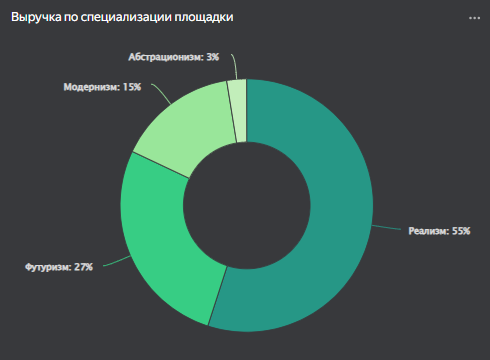 Выручка по специализации площадки
Абстракционизм: 3%
Модернизм: 15%
Реализм: 55%
Футуризм: 27%